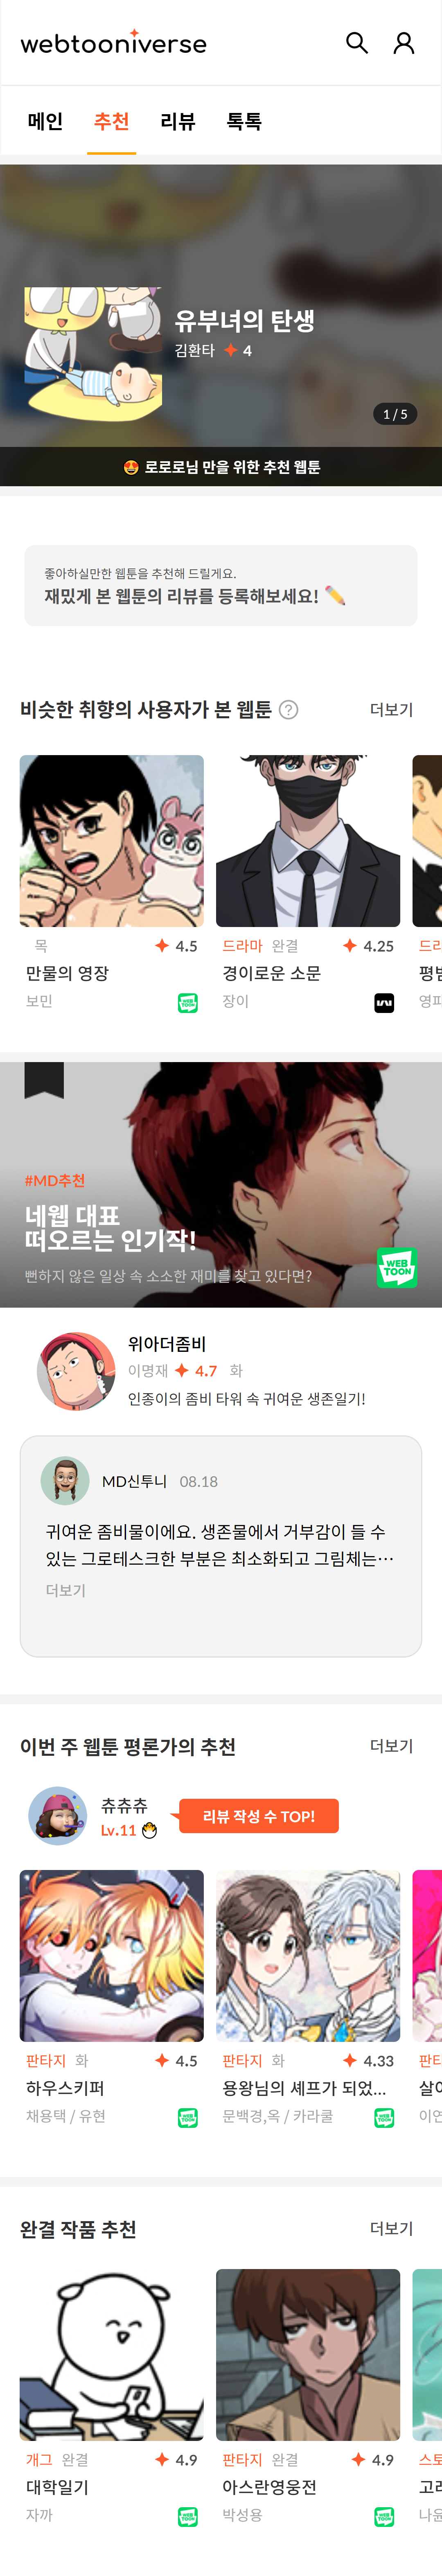 webtooniverse
메인 추천 리뷰 톡톡
유부녀의 탄생
김환타 4
1 / 5
😍 로로로님 만을 위한 추천 웹툰
좋아하실만한 웹툰을 추천해 드릴게요.
재밌게 본 웹툰의 리뷰를 등록해보세요! ✏️
비슷한 취향의 사용자가 본 웹툰 ? 더보기
목 4.5
만물의 영장
보민
WEBTOON
드라마 완결 4.25
경이로운 소문
장이
드라
평범
영파
#MD추천
네웹 대표
떠오르는 인기작!
뻔하지 않은 일상 속 소소한 재미를 찾고 있다면?
WEBTOON
위아더좀비
이명재 4.7 화
인종이의 좀비 타워 속 귀여운 생존일기!
MD신투니 08.18
귀여운 좀비물이에요. 생존물에서 거부감이 들 수
있는 그로테스크한 부분은 최소화되고 그림체는…
더보기
이번 주 웹툰 평론가의 추천 더보기
츄츄츄
Lv.11
리뷰 작성 수 TOP!
판타지 화 4.5
하우스키퍼
채용택 / 유현
WEBTOON
판타지 화 4.33
용왕님의 셰프가 되었...
문백경,옥 / 카라쿨
WEBTOON
판타
살아
이연
완결 작품 추천 더보기
개그 완결 4.9
대학일기
자까
WEBTOON
판타지 완결 4.9
아스란영웅전
박성용
WEBTOON
스토
고래
나윤